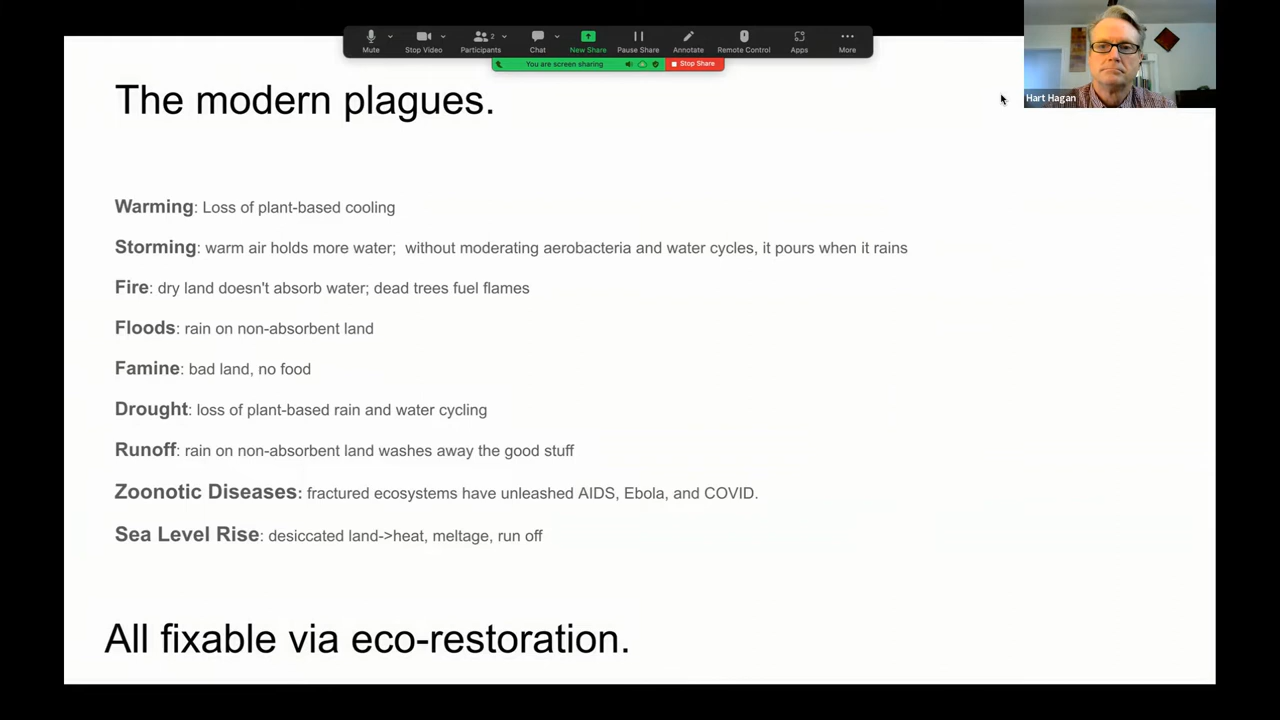 Mute
Stop Video
2
Participants
Chat
New Share
Pause Share
Annotate
Remote Control
Apps
More
You are screen sharing
Stop Share
Hart Hagan
The modern plagues.
Warming: Loss of plant-based cooling
Storming: warm air holds more water;  without moderating aerobacteria and water cycles, it pours when it rains
Fire: dry land doesn't absorb water; dead trees fuel flames
Floods: rain on non-absorbent land
Famine: bad land, no food
Drought: loss of plant-based rain and water cycling
Runoff: rain on non-absorbent land washes away the good stuff
Zoonotic Diseases: fractured ecosystems have unleashed AIDS, Ebola, and COVID.
Sea Level Rise: desiccated land->heat, meltage, run off
All fixable via eco-restoration.